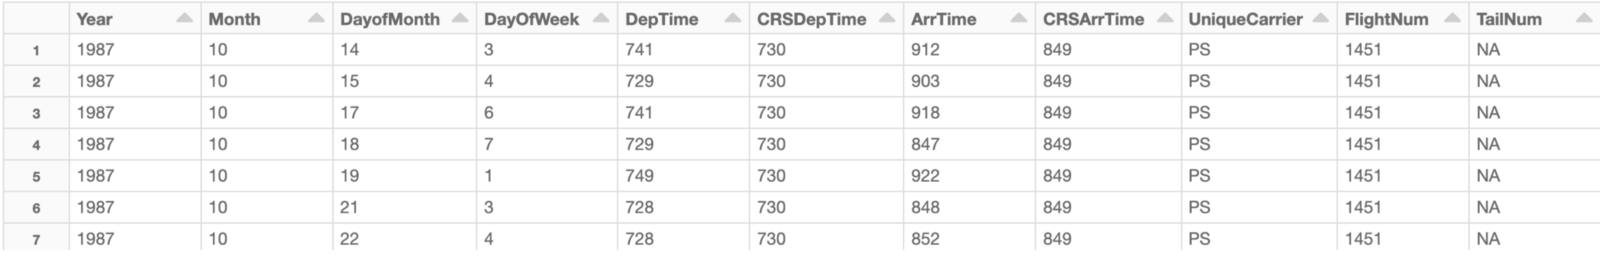 Year Month DayofMonth DayOfWeek DepTime CRSDepTime ArrTime CRSArrTime UniqueCarrier FlightNum TailNum
1 1987 10 14 3 741 730 912 849 PS 1451 NA
2 1987 10 15 4 729 730 903 849 PS 1451 NA
3 1987 10 17 6 741 730 918 849 PS 1451 NA
4 1987 10 18 7 729 730 847 849 PS 1451 NA
5 1987 10 19 1 749 730 922 849 PS 1451 NA
6 1987 10 21 3 728 730 848 849 PS 1451 NA
7 1987 10 22 4 728 730 852 849 PS 1451 NA